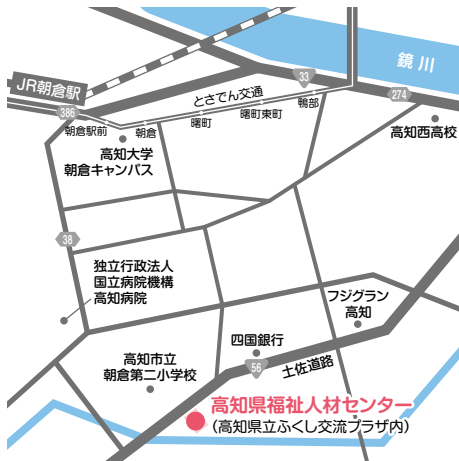 鏡川
JR朝倉駅
33
とさでん交通
274
386
鴨部
朝倉駅前
朝倉
曙町
曙町東町
高知西高校
高知大学
朝倉キャンパス
38
独立行政法人
国立病院機構
高知病院
フジグラン
高知
四国銀行
高知市立
朝倉第二小学校
56
土佐道路
高知県福祉人材センター
(高知県立ふくし交流プラザ内)